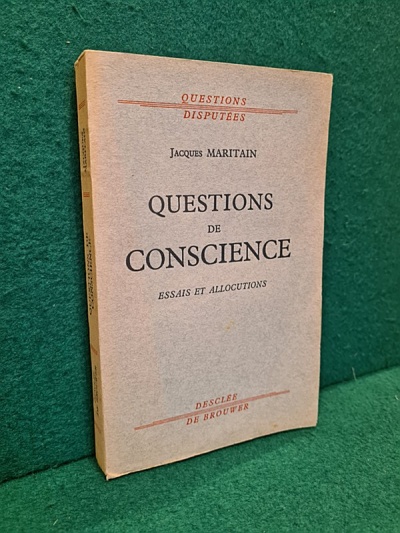 QUESTIONS
DISPUTÉES
Jacques MARITAIN
QUESTIONS
DE
CONSCIENCE
ESSAIS ET ALLOCUTIONS
DESCLÉE
DE BROUWER